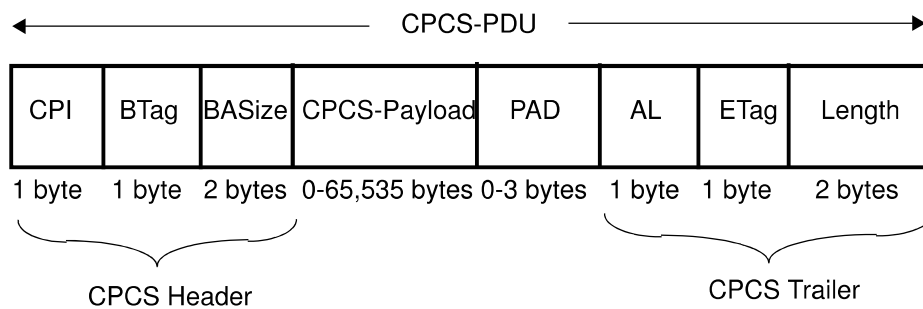 CPCS-PDU
CPI BTag BASize CPCS-Payload PAD AL ETag Length
1 byte 1 byte 2 bytes 0-65,535 bytes 0-3 bytes 1 byte 1 byte 2 bytes
CPCS Header CPCS Trailer